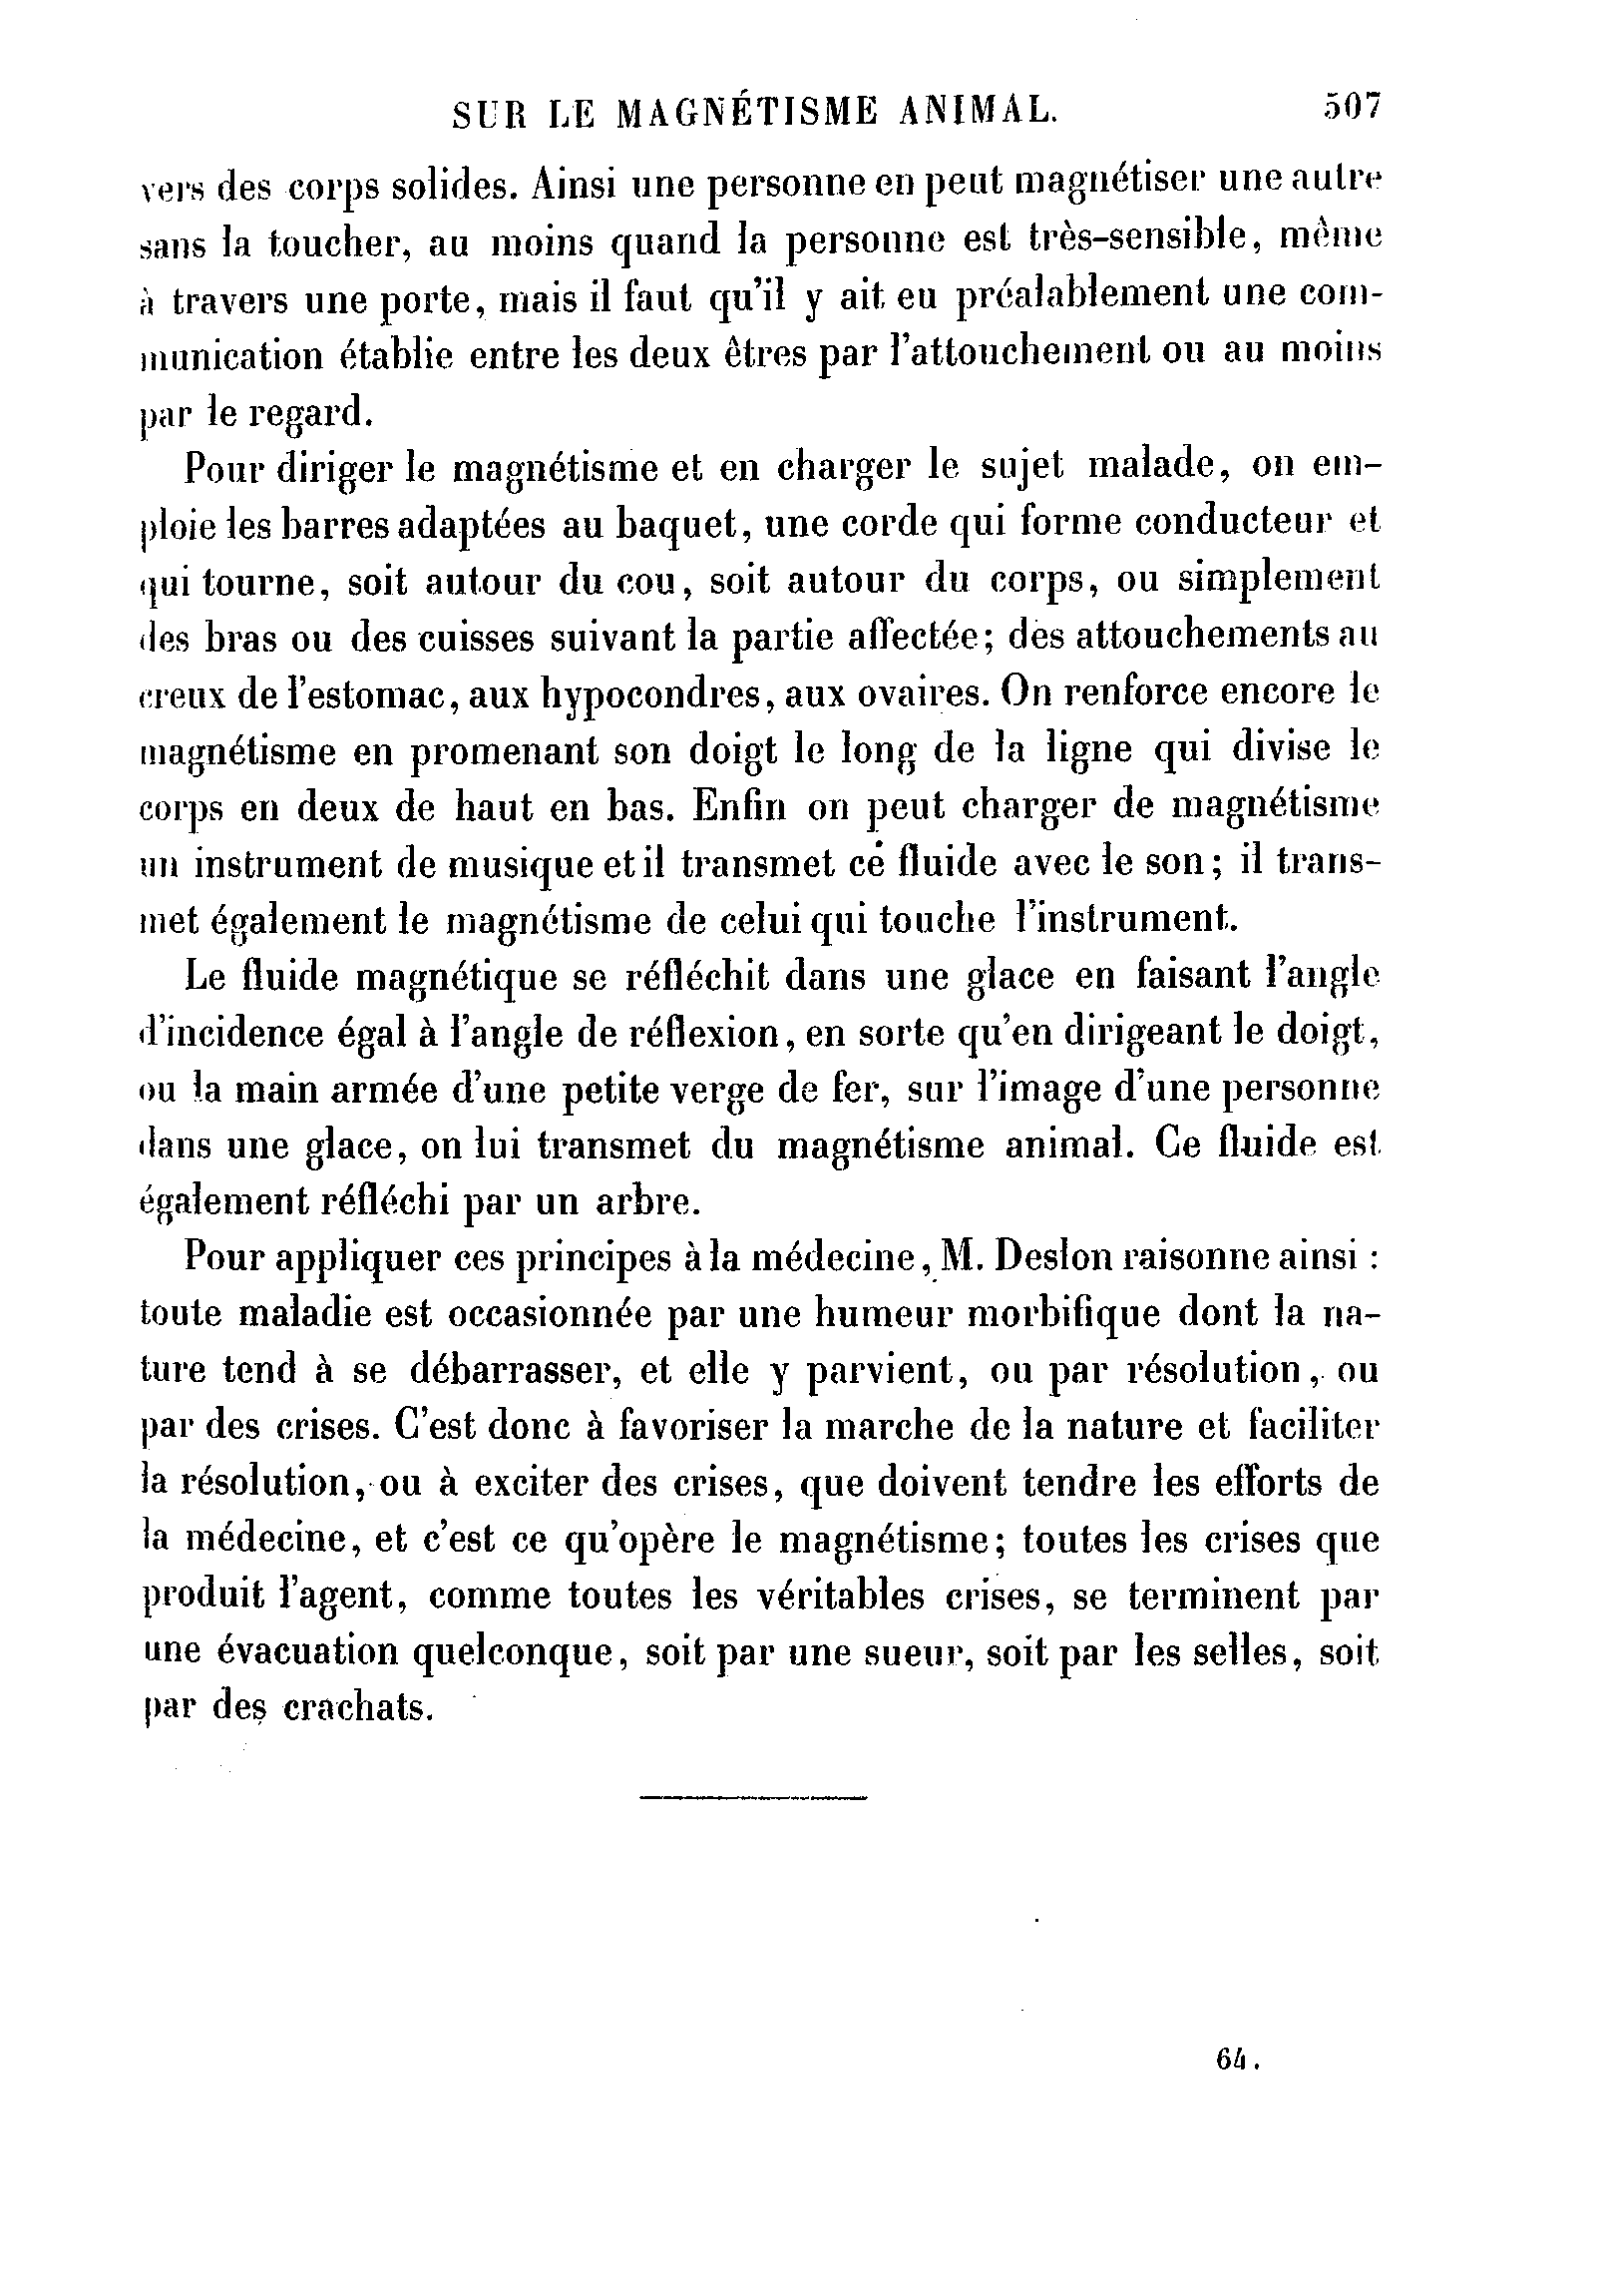 SUR LE MAGNÉTISME ANIMAL. 507
vers des corps solides. Ainsi une personne en peut magnétiser une autre
sans la toucher, au moins quand la personne est très-sensible, même
à travers une porte, mais il faut qu'il y ait eu préalablement une com-
munication établie entre les deux êtres par l'attouchement ou au moins
par le regard.
Pour diriger le magnétisme et en charger le sujet malade, on em-
ploie les barres adaptées au baquet, une corde qui forme conducteur et
qui tourne, soit autour du cou, soit autour du corps, ou simplement
des bras ou des cuisses suivant la partie affectée; des attouchements au
creux de l'estomac, aux hypocondres, aux ovaires. On renforce encore le
magnétisme en promenant son doigt le long de la ligne qui divise le
corps en deux de haut en bas. Enfin on peut charger de magnétisme
un instrument de musique et il transmet ce fluide avec le son; il trans-
met également le magnétisme de celui qui touche l'instrument.
Le fluide magnétique se réfléchit dans une glace en faisant l'angle
d'incidence égal à l'angle de réflexion, en sorte qu'en dirigeant le doigt,
ou la main armée d'une petite verge de fer, sur l'image d'une personne
dans une glace, on lui transmet du magnétisme animal. Ce fluide est
également réfléchi par un arbre.
Pour appliquer ces principes à la médecine, M. Deslon raisonne ainsi :
toute maladie est occasionnée par une humeur morbifique dont la na-
ture tend à se débarrasser, et elle y parvient, ou par résolution, ou
par des crises. C'est donc à favoriser la marche de la nature et faciliter
la résolution, ou à exciter des crises, que doivent tendre les efforts de
la médecine, et c'est ce qu'opère le magnétisme; toutes les crises que
produit l'agent, comme toutes les véritables crises, se terminent par
une évacuation quelconque, soit par une sueur, soit par les selles, soit
par des crachats.
64.